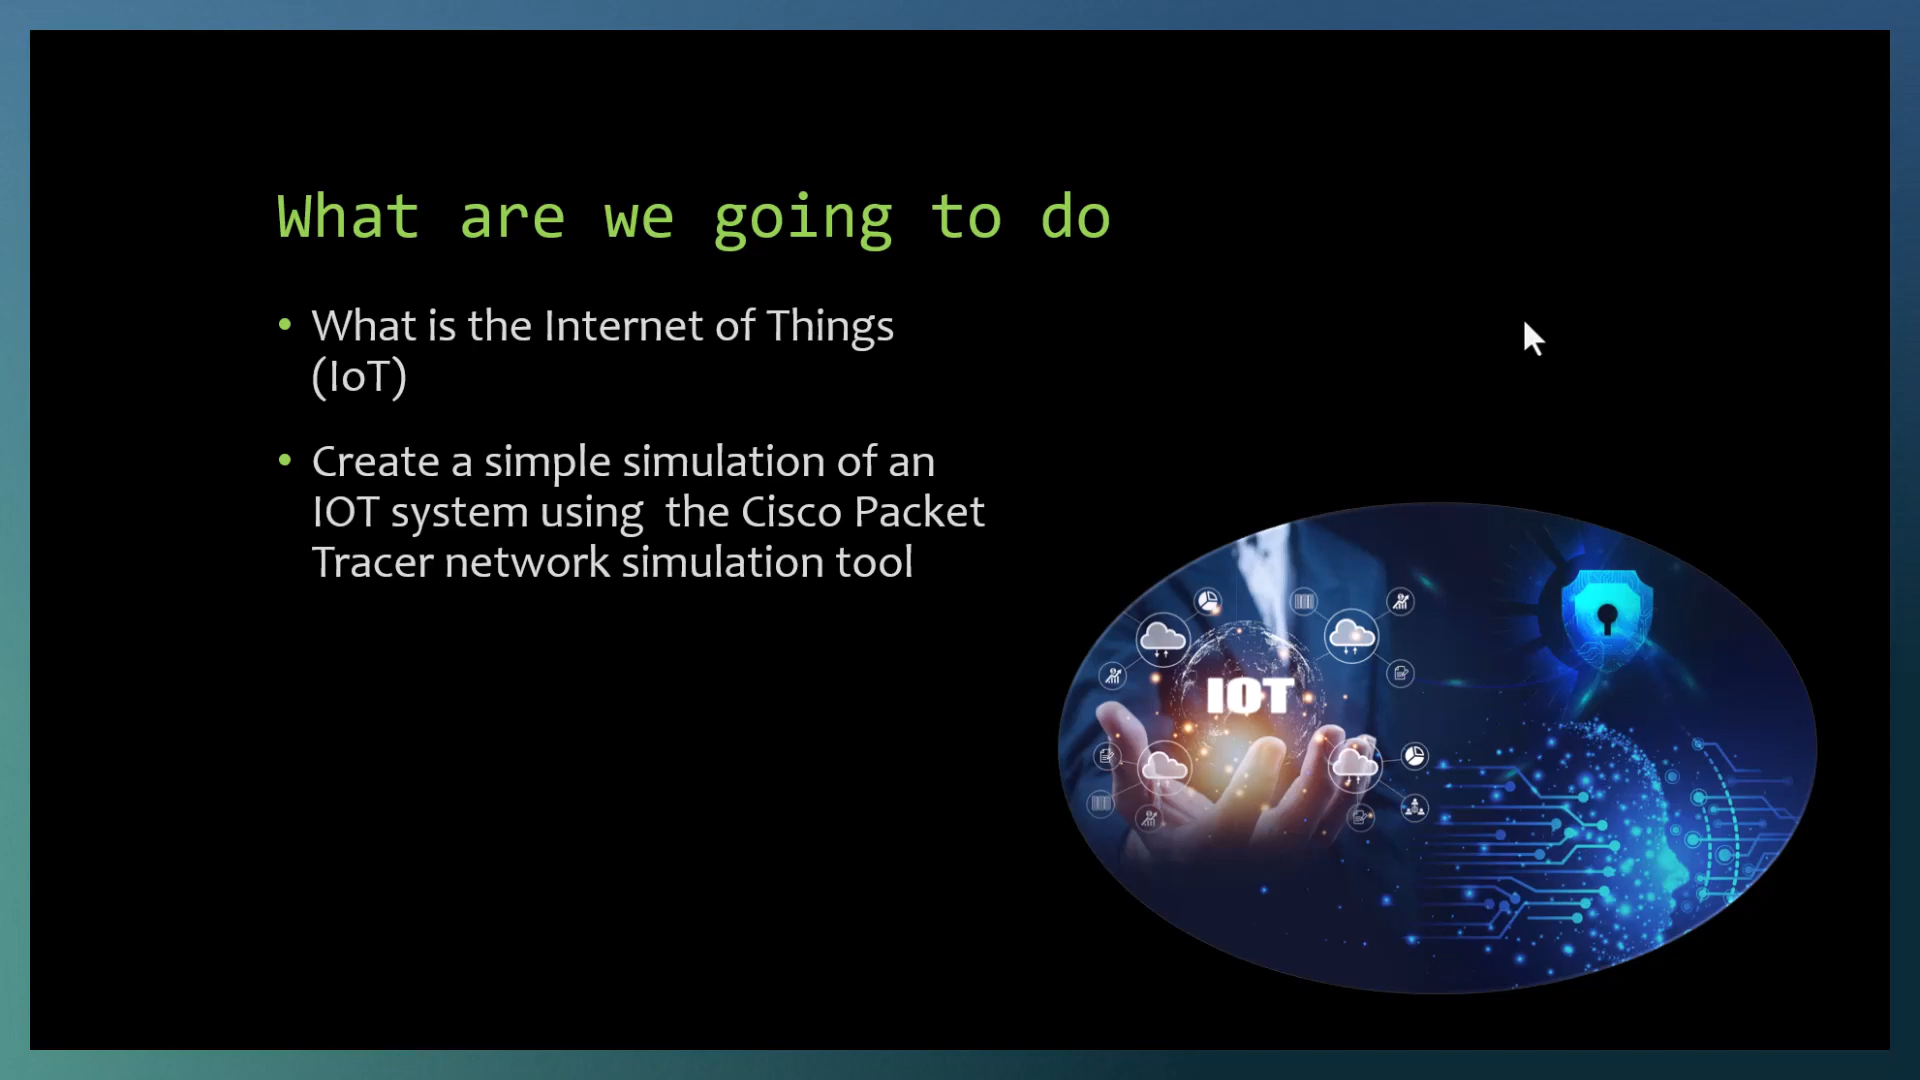 What are we going to do
• What is the Internet of Things
(IoT)
• Create a simple simulation of an
IOT system using  the Cisco Packet
Tracer network simulation tool
IOT